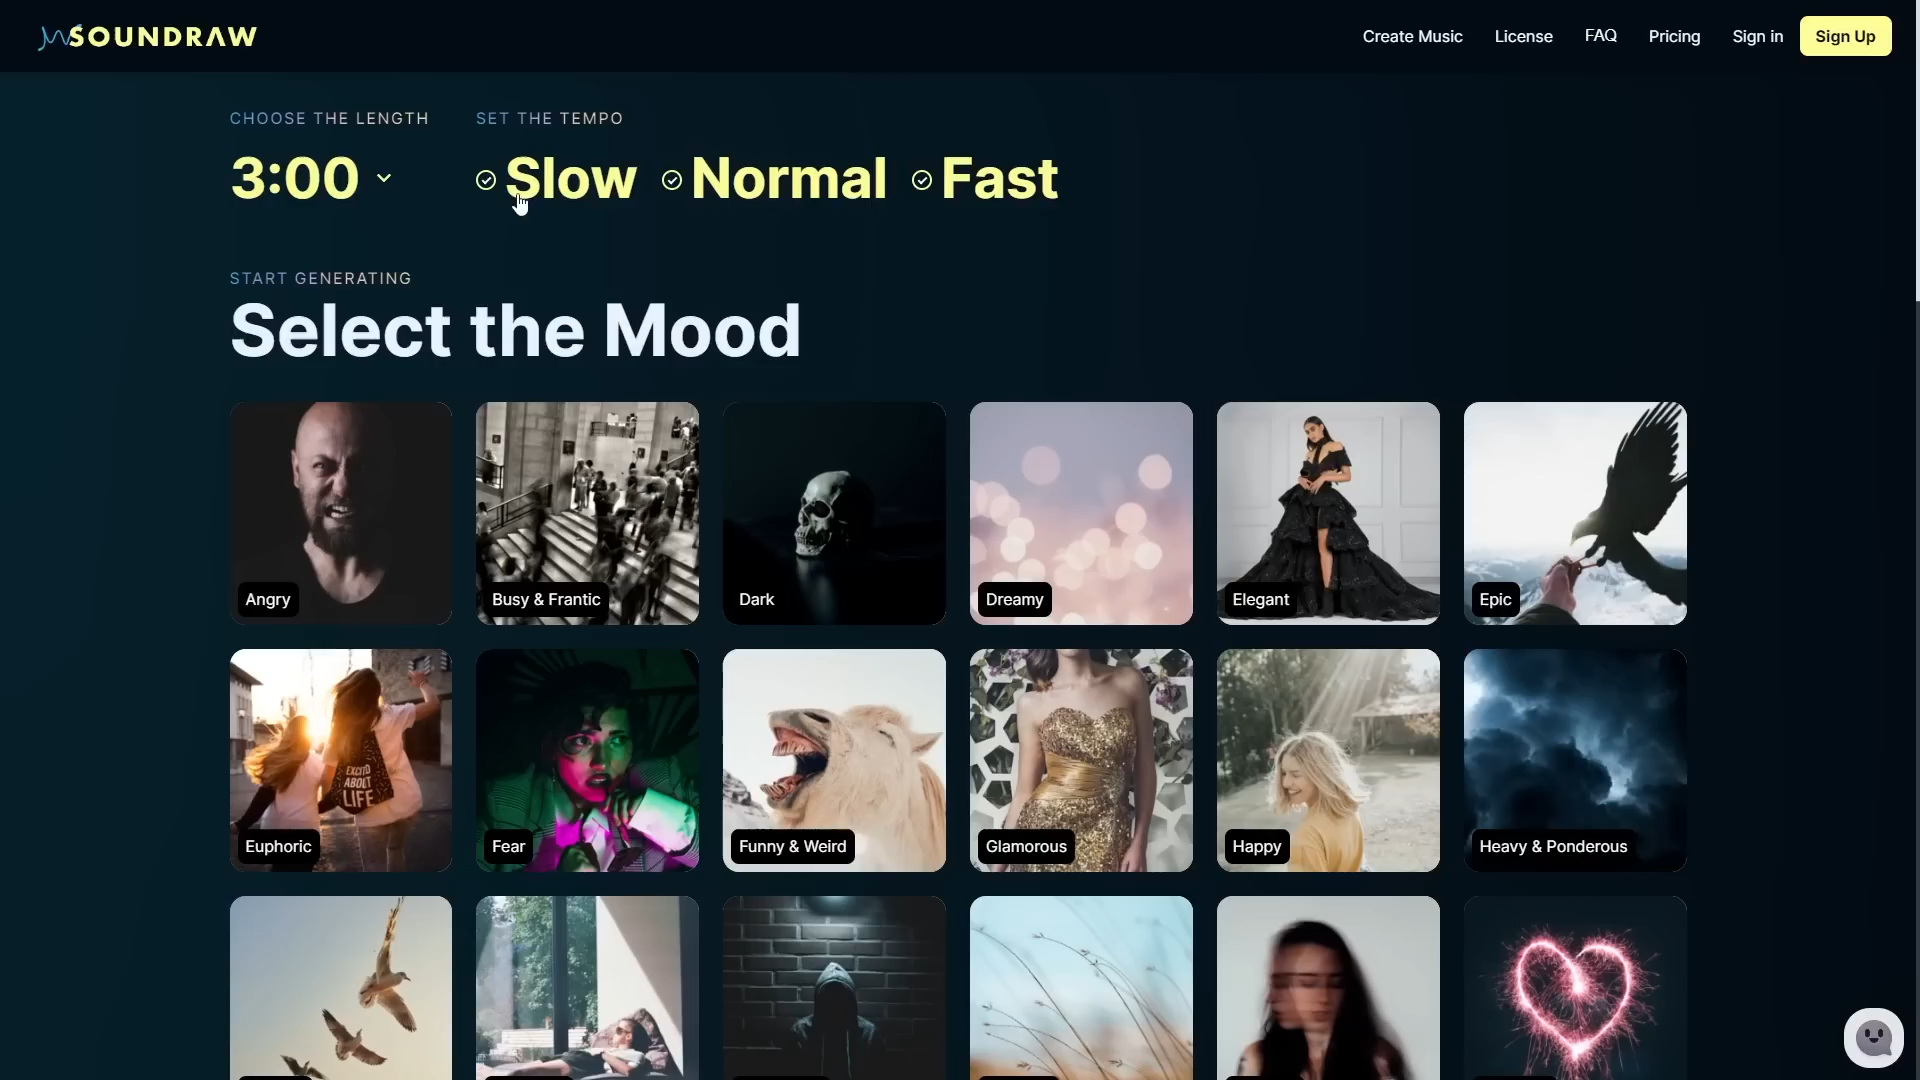 SOUNDRAW
Create Music
License
FAQ
Pricing
Sign in
Sign Up
CHOOSE THE LENGTH
SET THE TEMPO
3:00
Slow
Normal
Fast
START GENERATING
Select the Mood
Angry
Busy & Frantic
Dark
Dreamy
Elegant
Epic
EXCITD
ABOUT
LIFE
Euphoric
Fear
Funny & Weird
Glamorous
Happy
Heavy & Ponderous